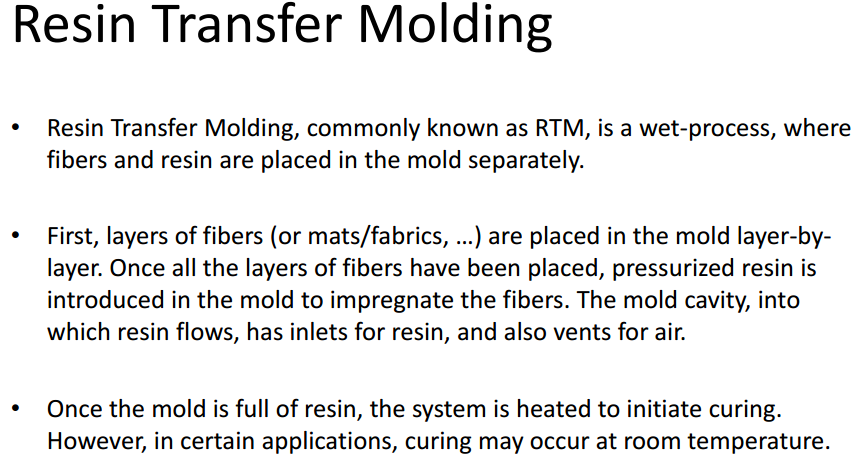 Resin Transfer Molding
• Resin Transfer Molding, commonly known as RTM, is a wet-process, where
fibers and resin are placed in the mold separately.
• First, layers of fibers (or mats/fabrics, …) are placed in the mold layer-by-
layer. Once all the layers of fibers have been placed, pressurized resin is
introduced in the mold to impregnate the fibers. The mold cavity, into
which resin flows, has inlets for resin, and also vents for air.
• Once the mold is full of resin, the system is heated to initiate curing.
However, in certain applications, curing may occur at room temperature.